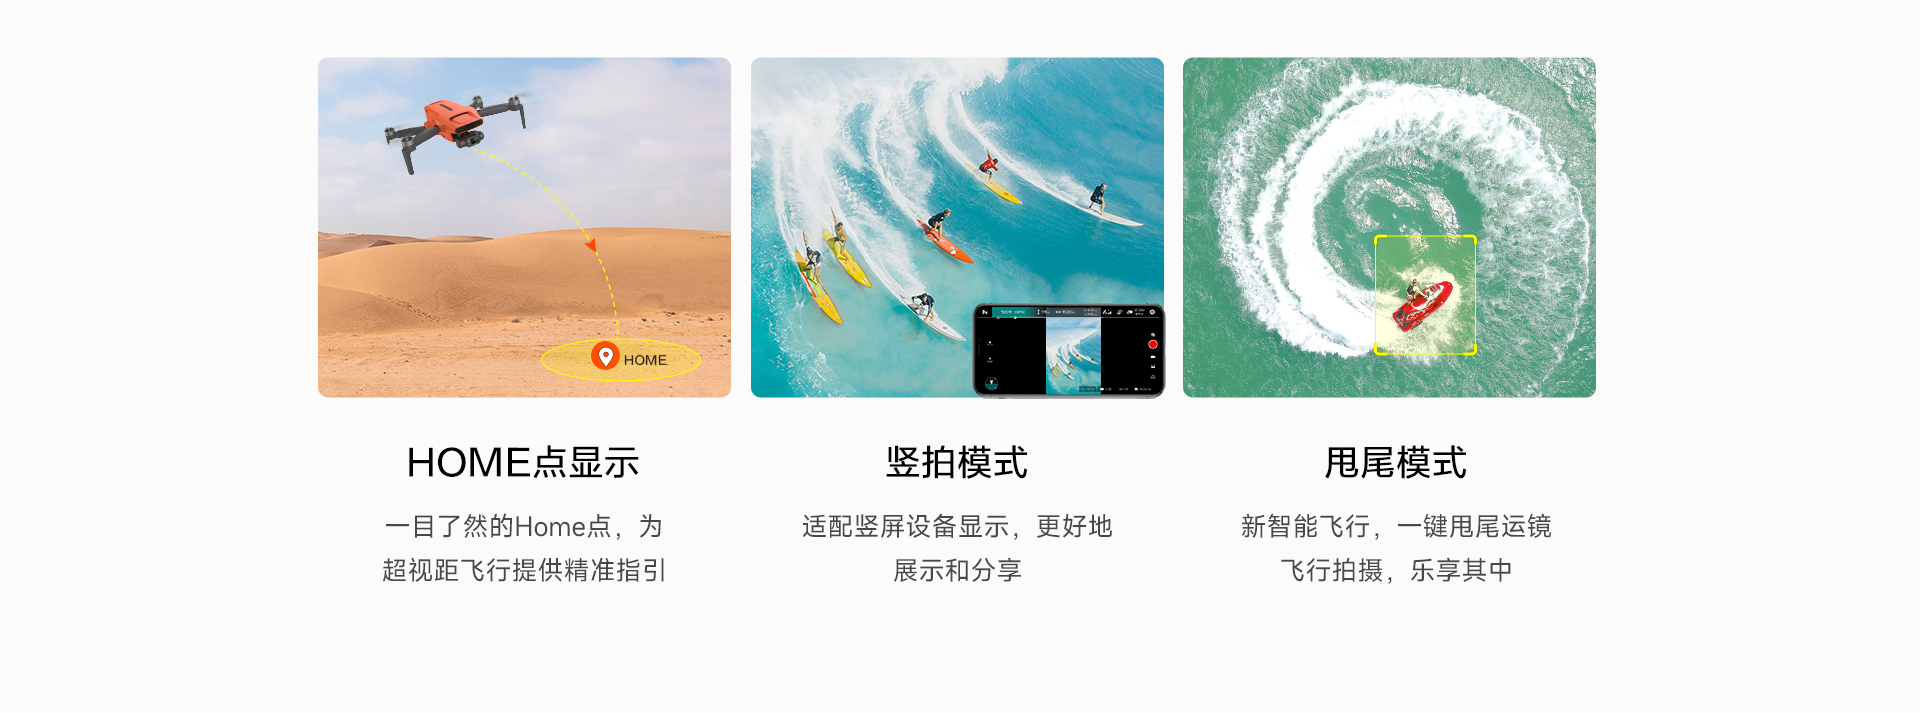 HOME
HOME点显示
一目了然的Home点，为
超视距飞行提供精准指引
竖拍模式
适配竖屏设备显示，更好地
展示和分享
甩尾模式
新智能飞行，一键甩尾运镜
飞行拍摄，乐享其中